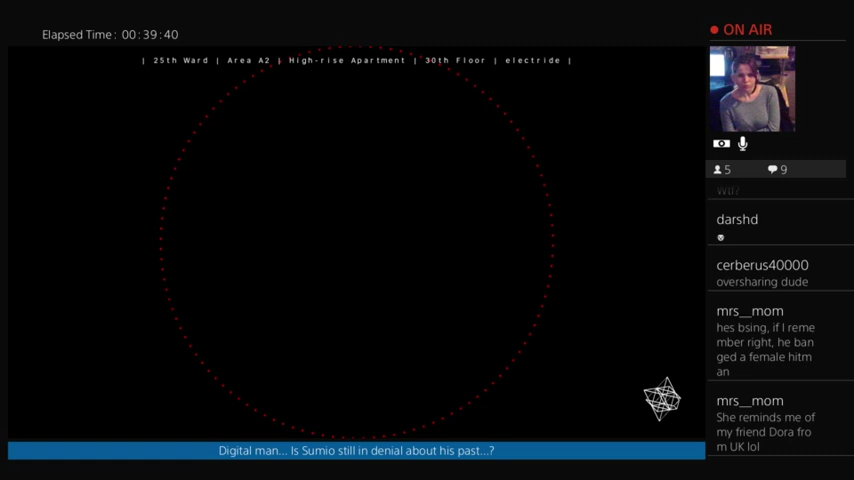 Elapsed Time: 00:39:40
ON AIR
| 25th Ward | Area A2 | High-rise Apartment | 30th Floor | electride |
5
9
darshd
cerberus40000
oversharing dude
mrs__mom
hes bsing, if I reme
mber right, he ban
ged a female hitm
an
mrs__mom
She reminds me of
my friend Dora fro
m UK lol
Digital man... Is Sumio still in denial about his past...?